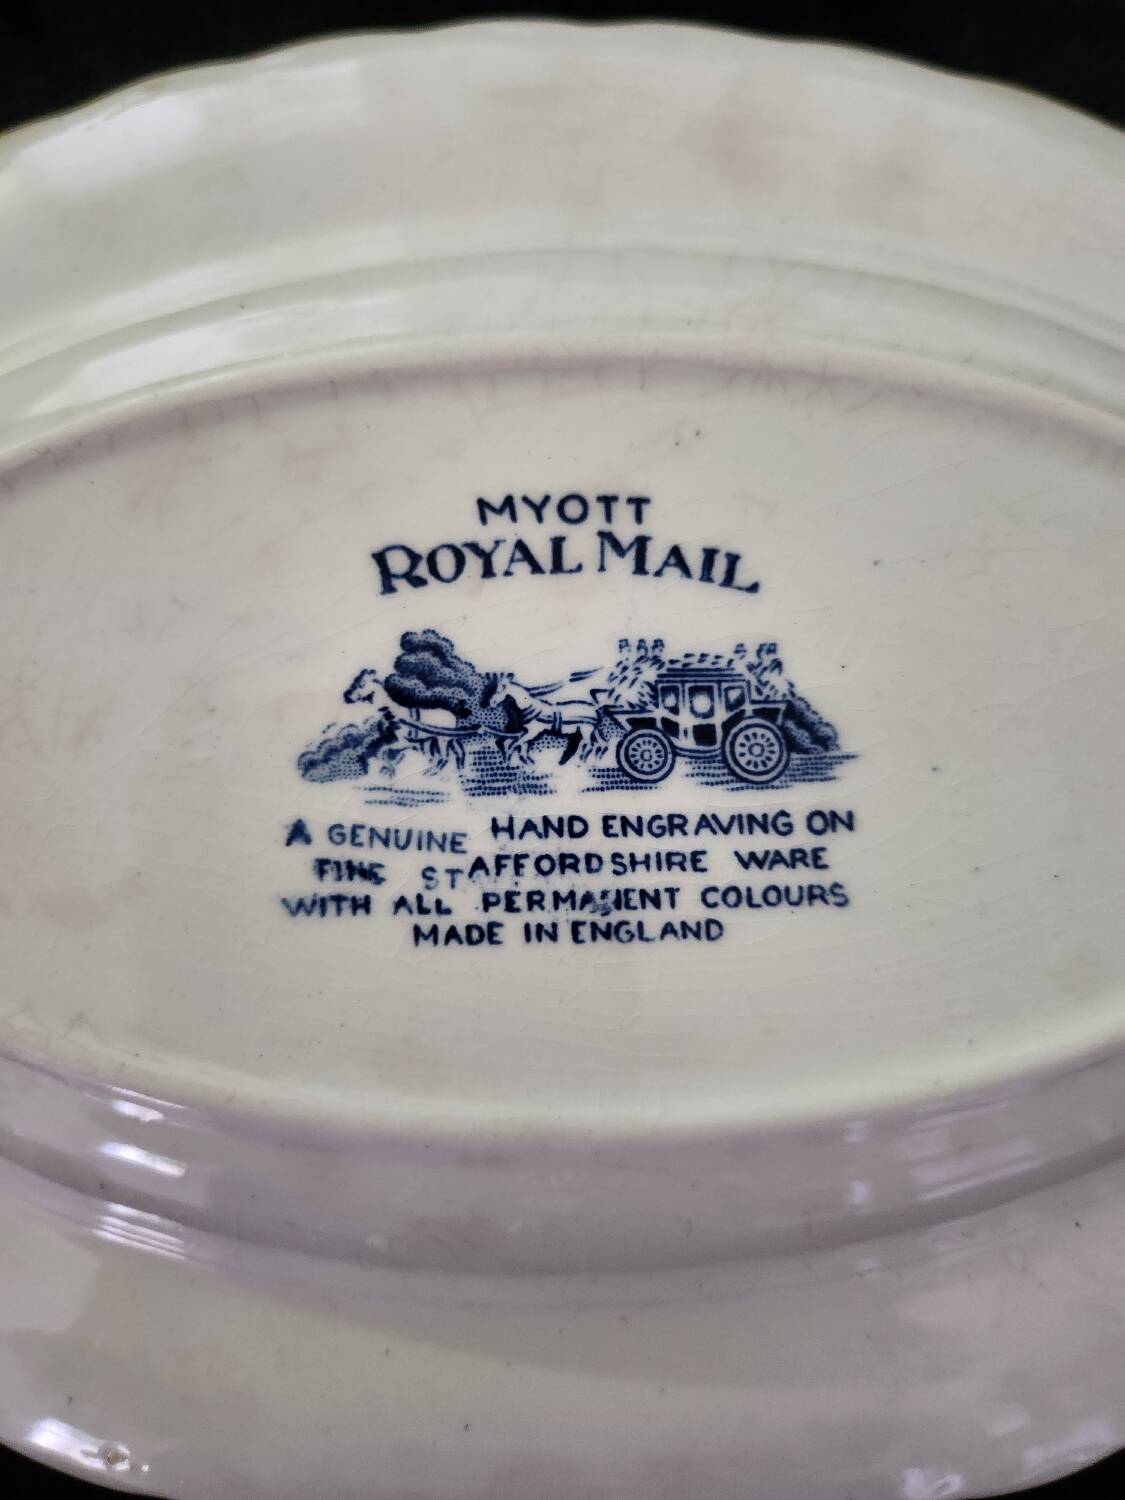 MYOTT
ROYAL MAIL
A GENUINE HAND ENGRAVING ON
FINE STAFFORDSHIRE WARE
WITH ALL PERMANENT COLOURS
MADE IN ENGLAND